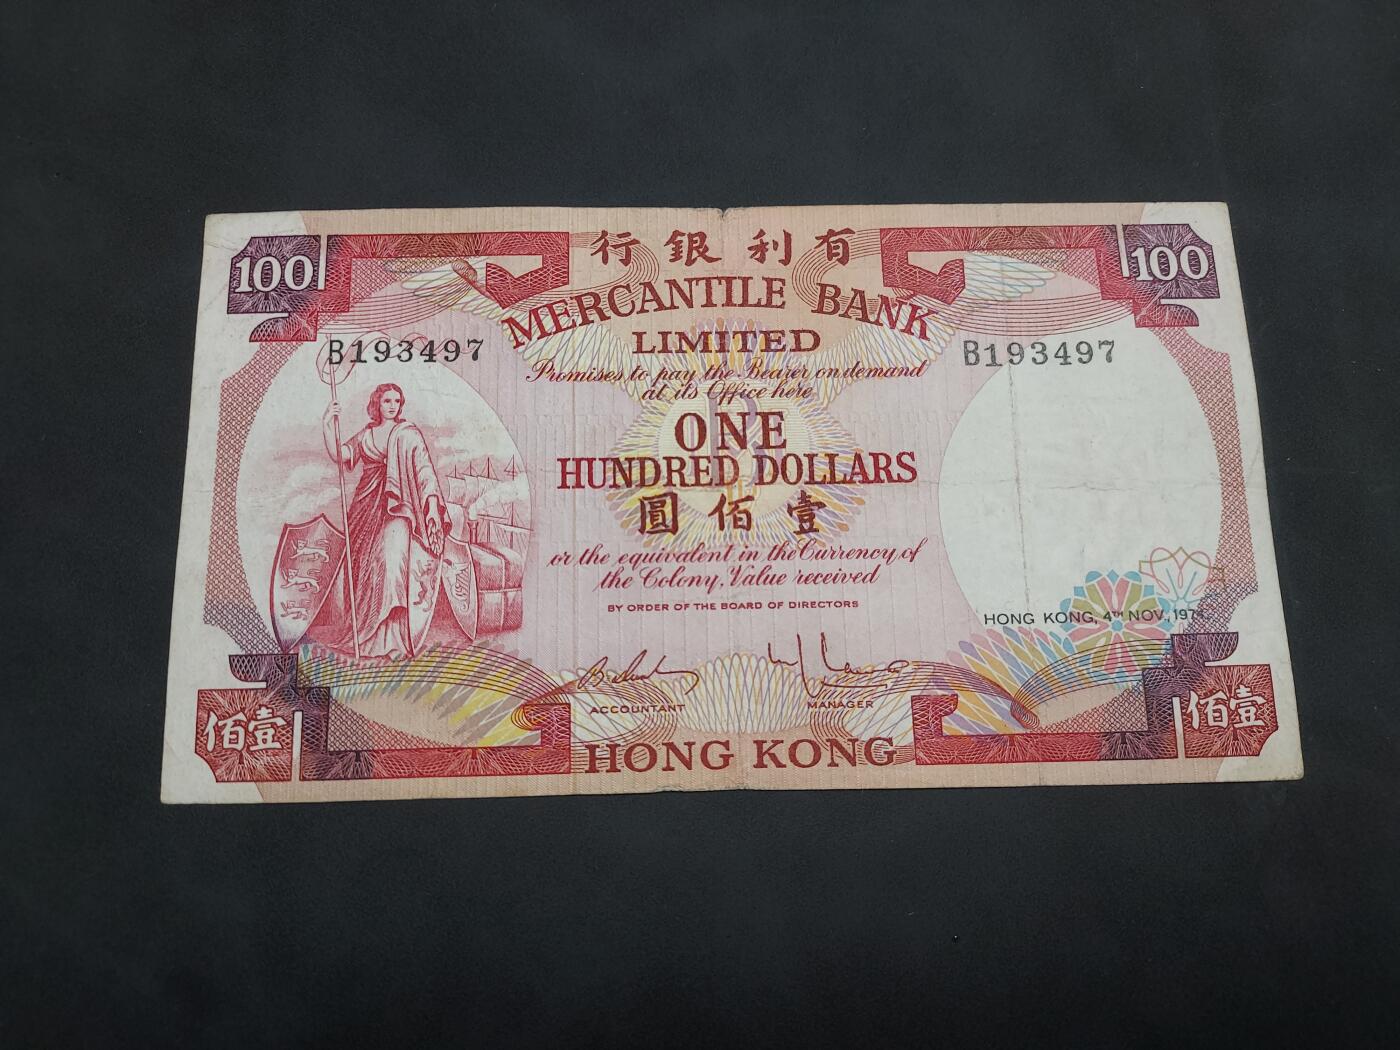 100
行銀利有
100
MERCANTILE BANK
LIMITED
B193497
B193497
Promises to pay the Bearer on demand
at its Office here
ONE
HUNDRED DOLLARS
圓佰壹
or the equivalent in the Currency of
the Colony, Value received
BY ORDER OF THE BOARD OF DIRECTORS
HONG KONG, 4TH NOV., 1974.
ACCOUNTANT
MANAGER
佰壹
HONG KONG
佰壹